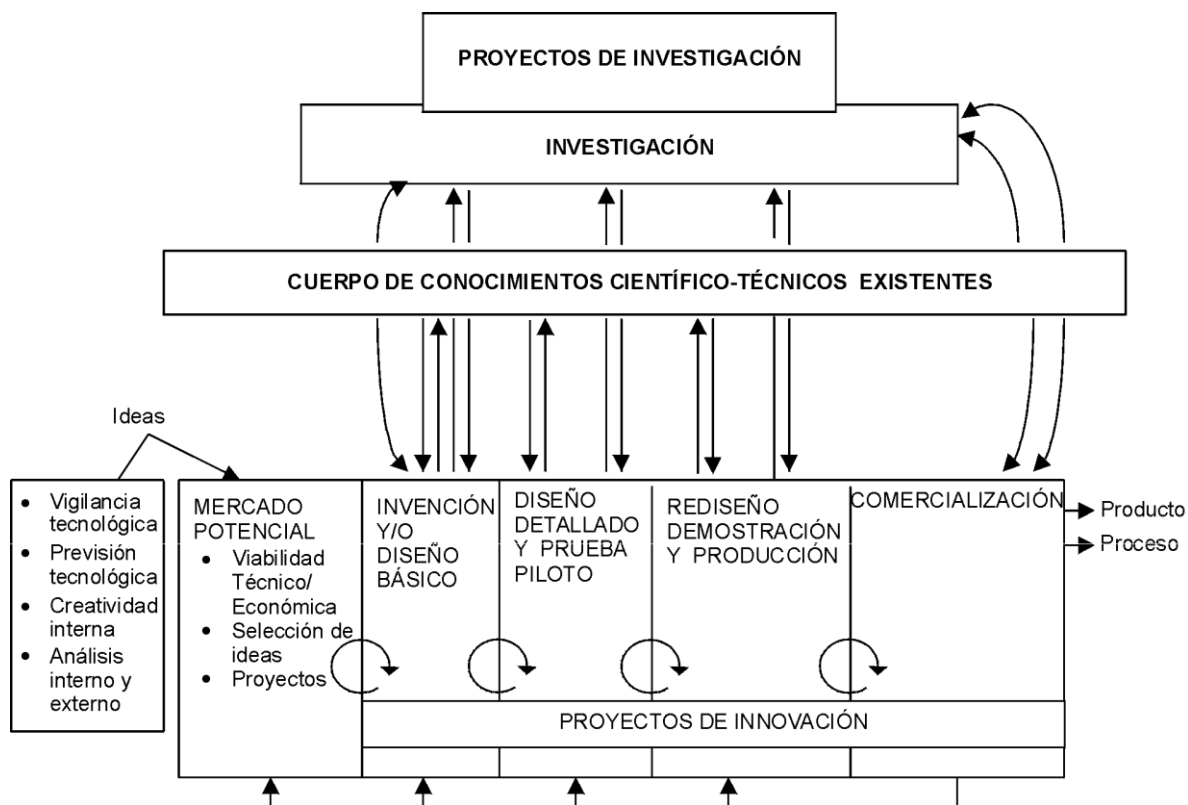 PROYECTOS DE INVESTIGACIÓN
INVESTIGACIÓN
CUERPO DE CONOCIMIENTOS CIENTÍFICO-TÉCNICOS EXISTENTES
Ideas
• Vigilancia
tecnológica
• Previsión
tecnológica
• Creatividad
interna
• Análisis
interno y
externo
MERCADO
POTENCIAL
• Viabilidad
Técnico/
Económica
• Selección de
ideas
• Proyectos
INVENCIÓN
Y/O
DISEÑO
BÁSICO
DISEÑO
DETALLADO
Y PRUEBA
PILOTO
REDISEÑO
DEMOSTRACIÓN
Y PRODUCCIÓN
COMERCIALIZACIÓN
Producto
Proceso
PROYECTOS DE INNOVACIÓN